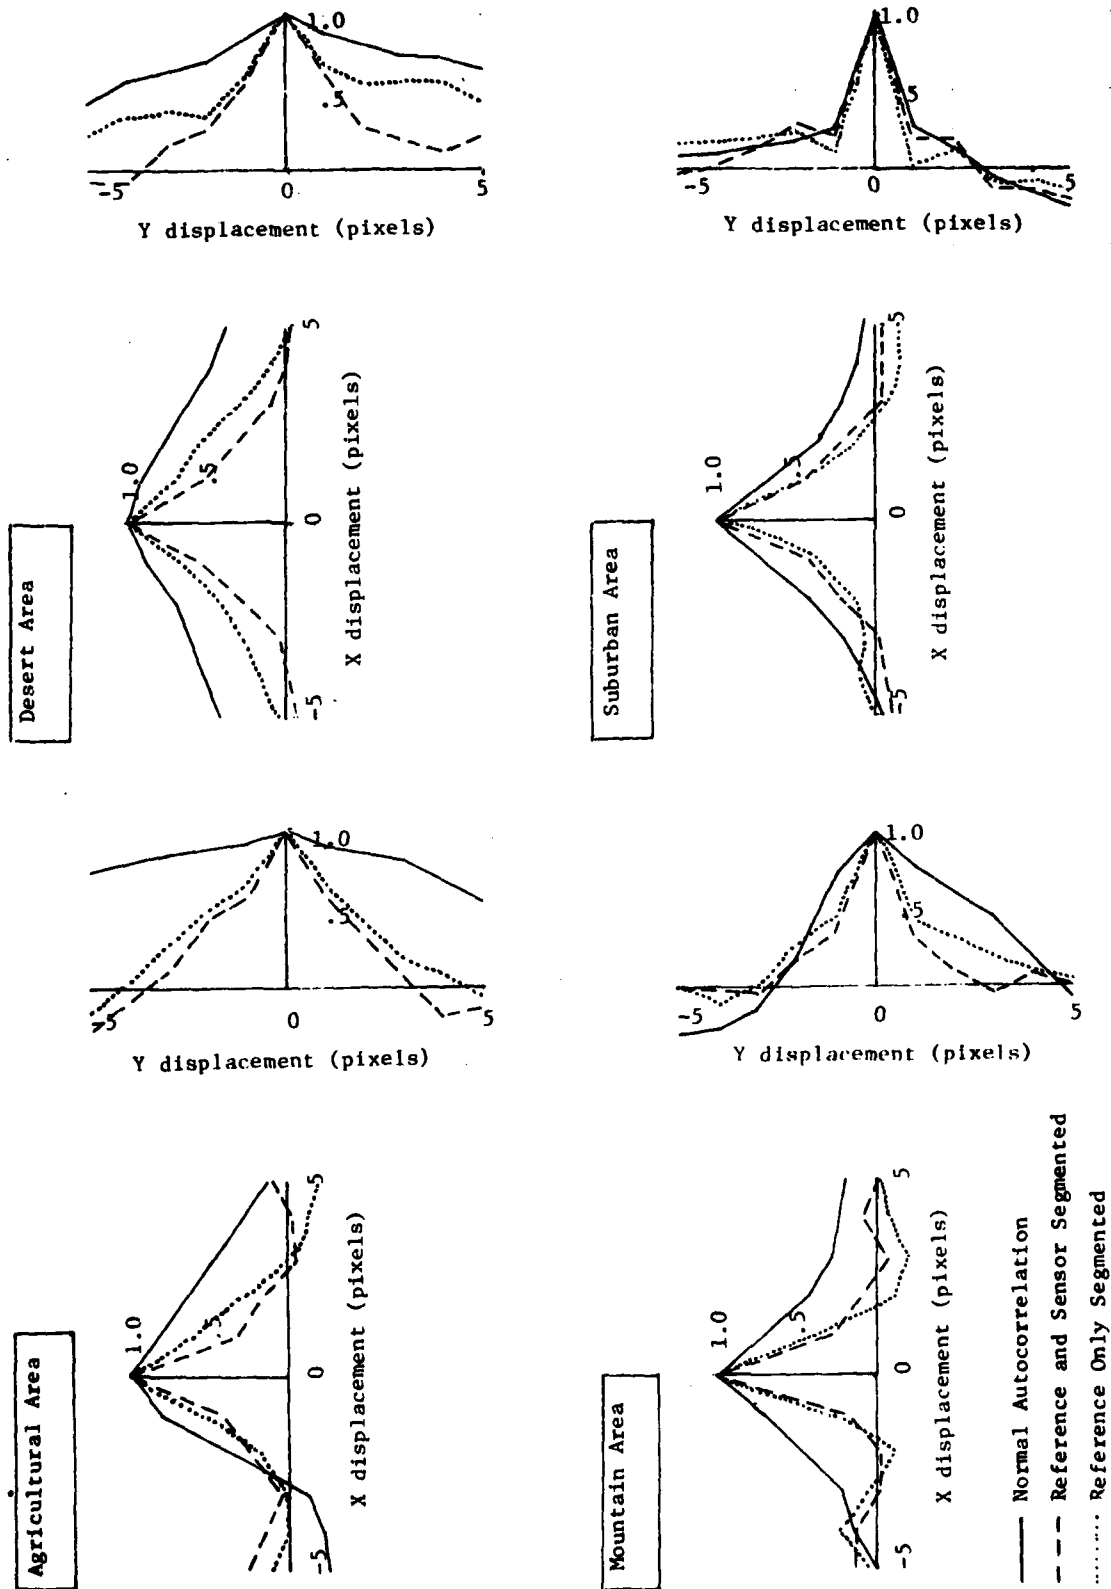 Desert Area
1.0
.5
-5
0
5
Y displacement (pixels)
1.0
.5
-5
0
5
X displacement (pixels)
Suburban Area
1.0
.5
-5
0
5
Y displacement (pixels)
1.0
.5
-5
0
5
X displacement (pixels)
Agricultural Area
1.0
.5
-5
0
5
Y displacement (pixels)
1.0
.5
-5
0
5
X displacement (pixels)
Mountain Area
1.0
.5
-5
0
5
Y displacement (pixels)
1.0
.5
-5
0
5
X displacement (pixels)
Normal Autocorrelation
Reference and Sensor Segmented
Reference Only Segmented